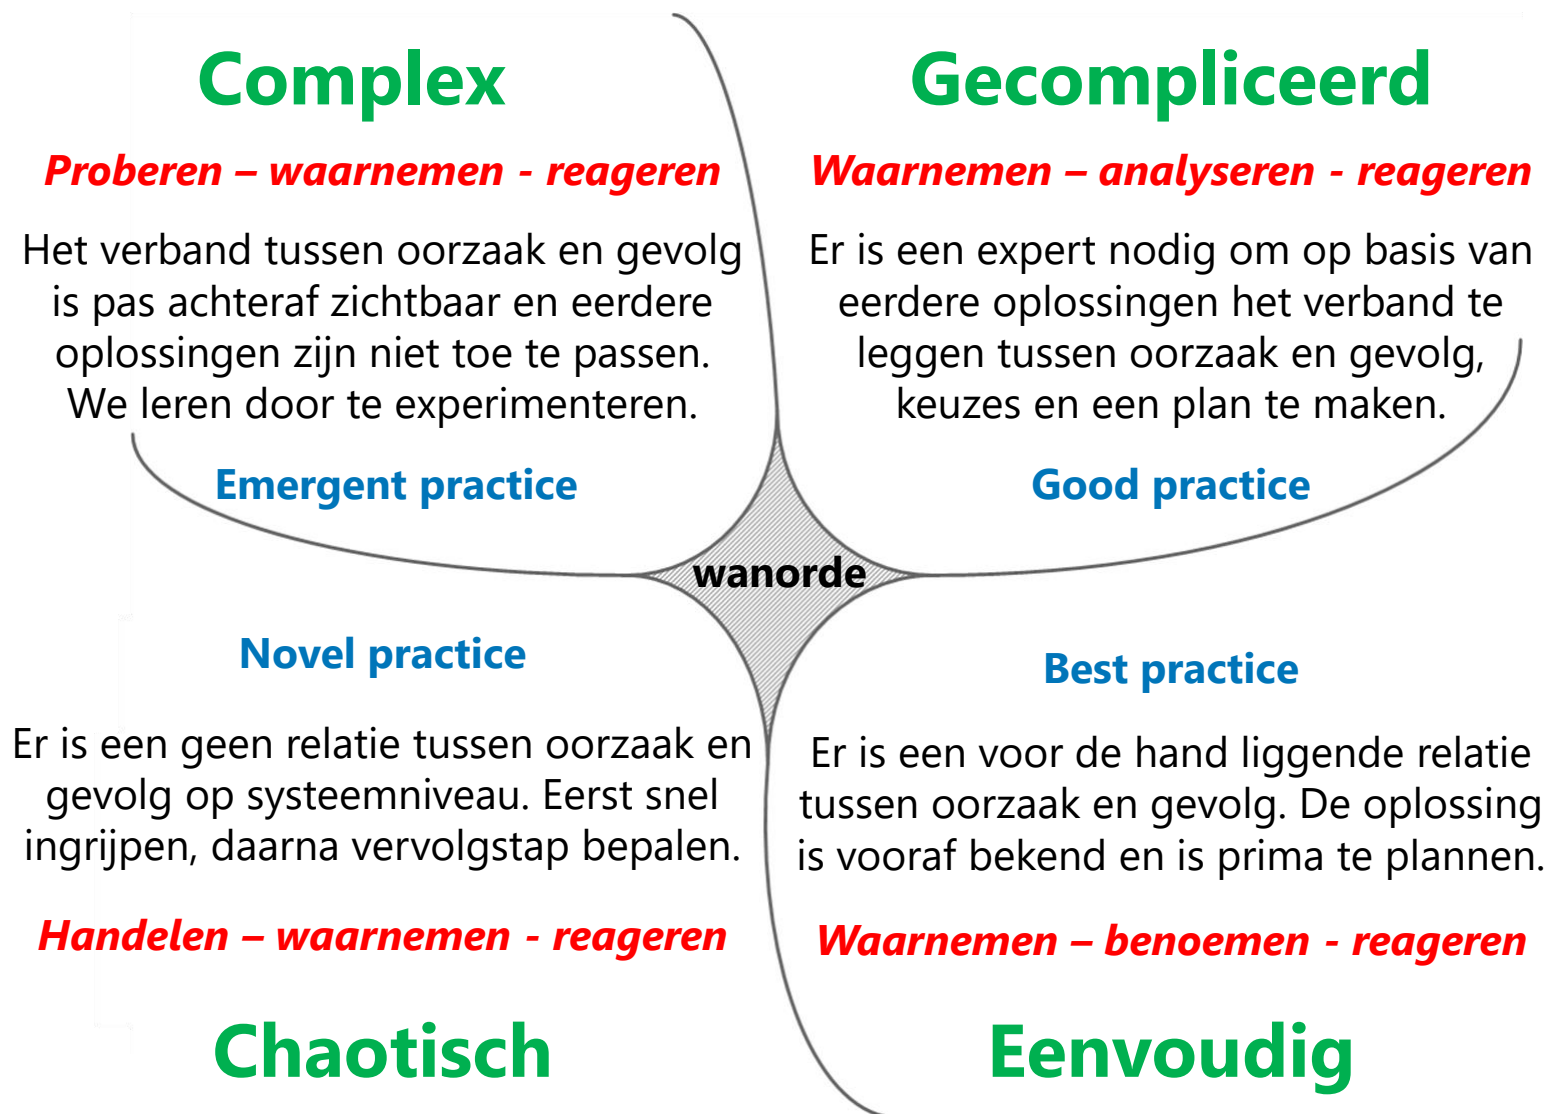 Complex
Proberen – waarnemen - reageren
Het verband tussen oorzaak en gevolg
is pas achteraf zichtbaar en eerdere
oplossingen zijn niet toe te passen.
We leren door te experimenteren.
Emergent practice
Gecompliceerd
Waarnemen – analyseren - reageren
Er is een expert nodig om op basis van
eerdere oplossingen het verband te
leggen tussen oorzaak en gevolg,
keuzes en een plan te maken.
Good practice
wanorde
Novel practice
Er is een geen relatie tussen oorzaak en
gevolg op systeemniveau. Eerst snel
ingrijpen, daarna vervolgstap bepalen.
Handelen – waarnemen - reageren
Chaotisch
Best practice
Er is een voor de hand liggende relatie
tussen oorzaak en gevolg. De oplossing
is vooraf bekend en is prima te plannen.
Waarnemen – benoemen - reageren
Eenvoudig